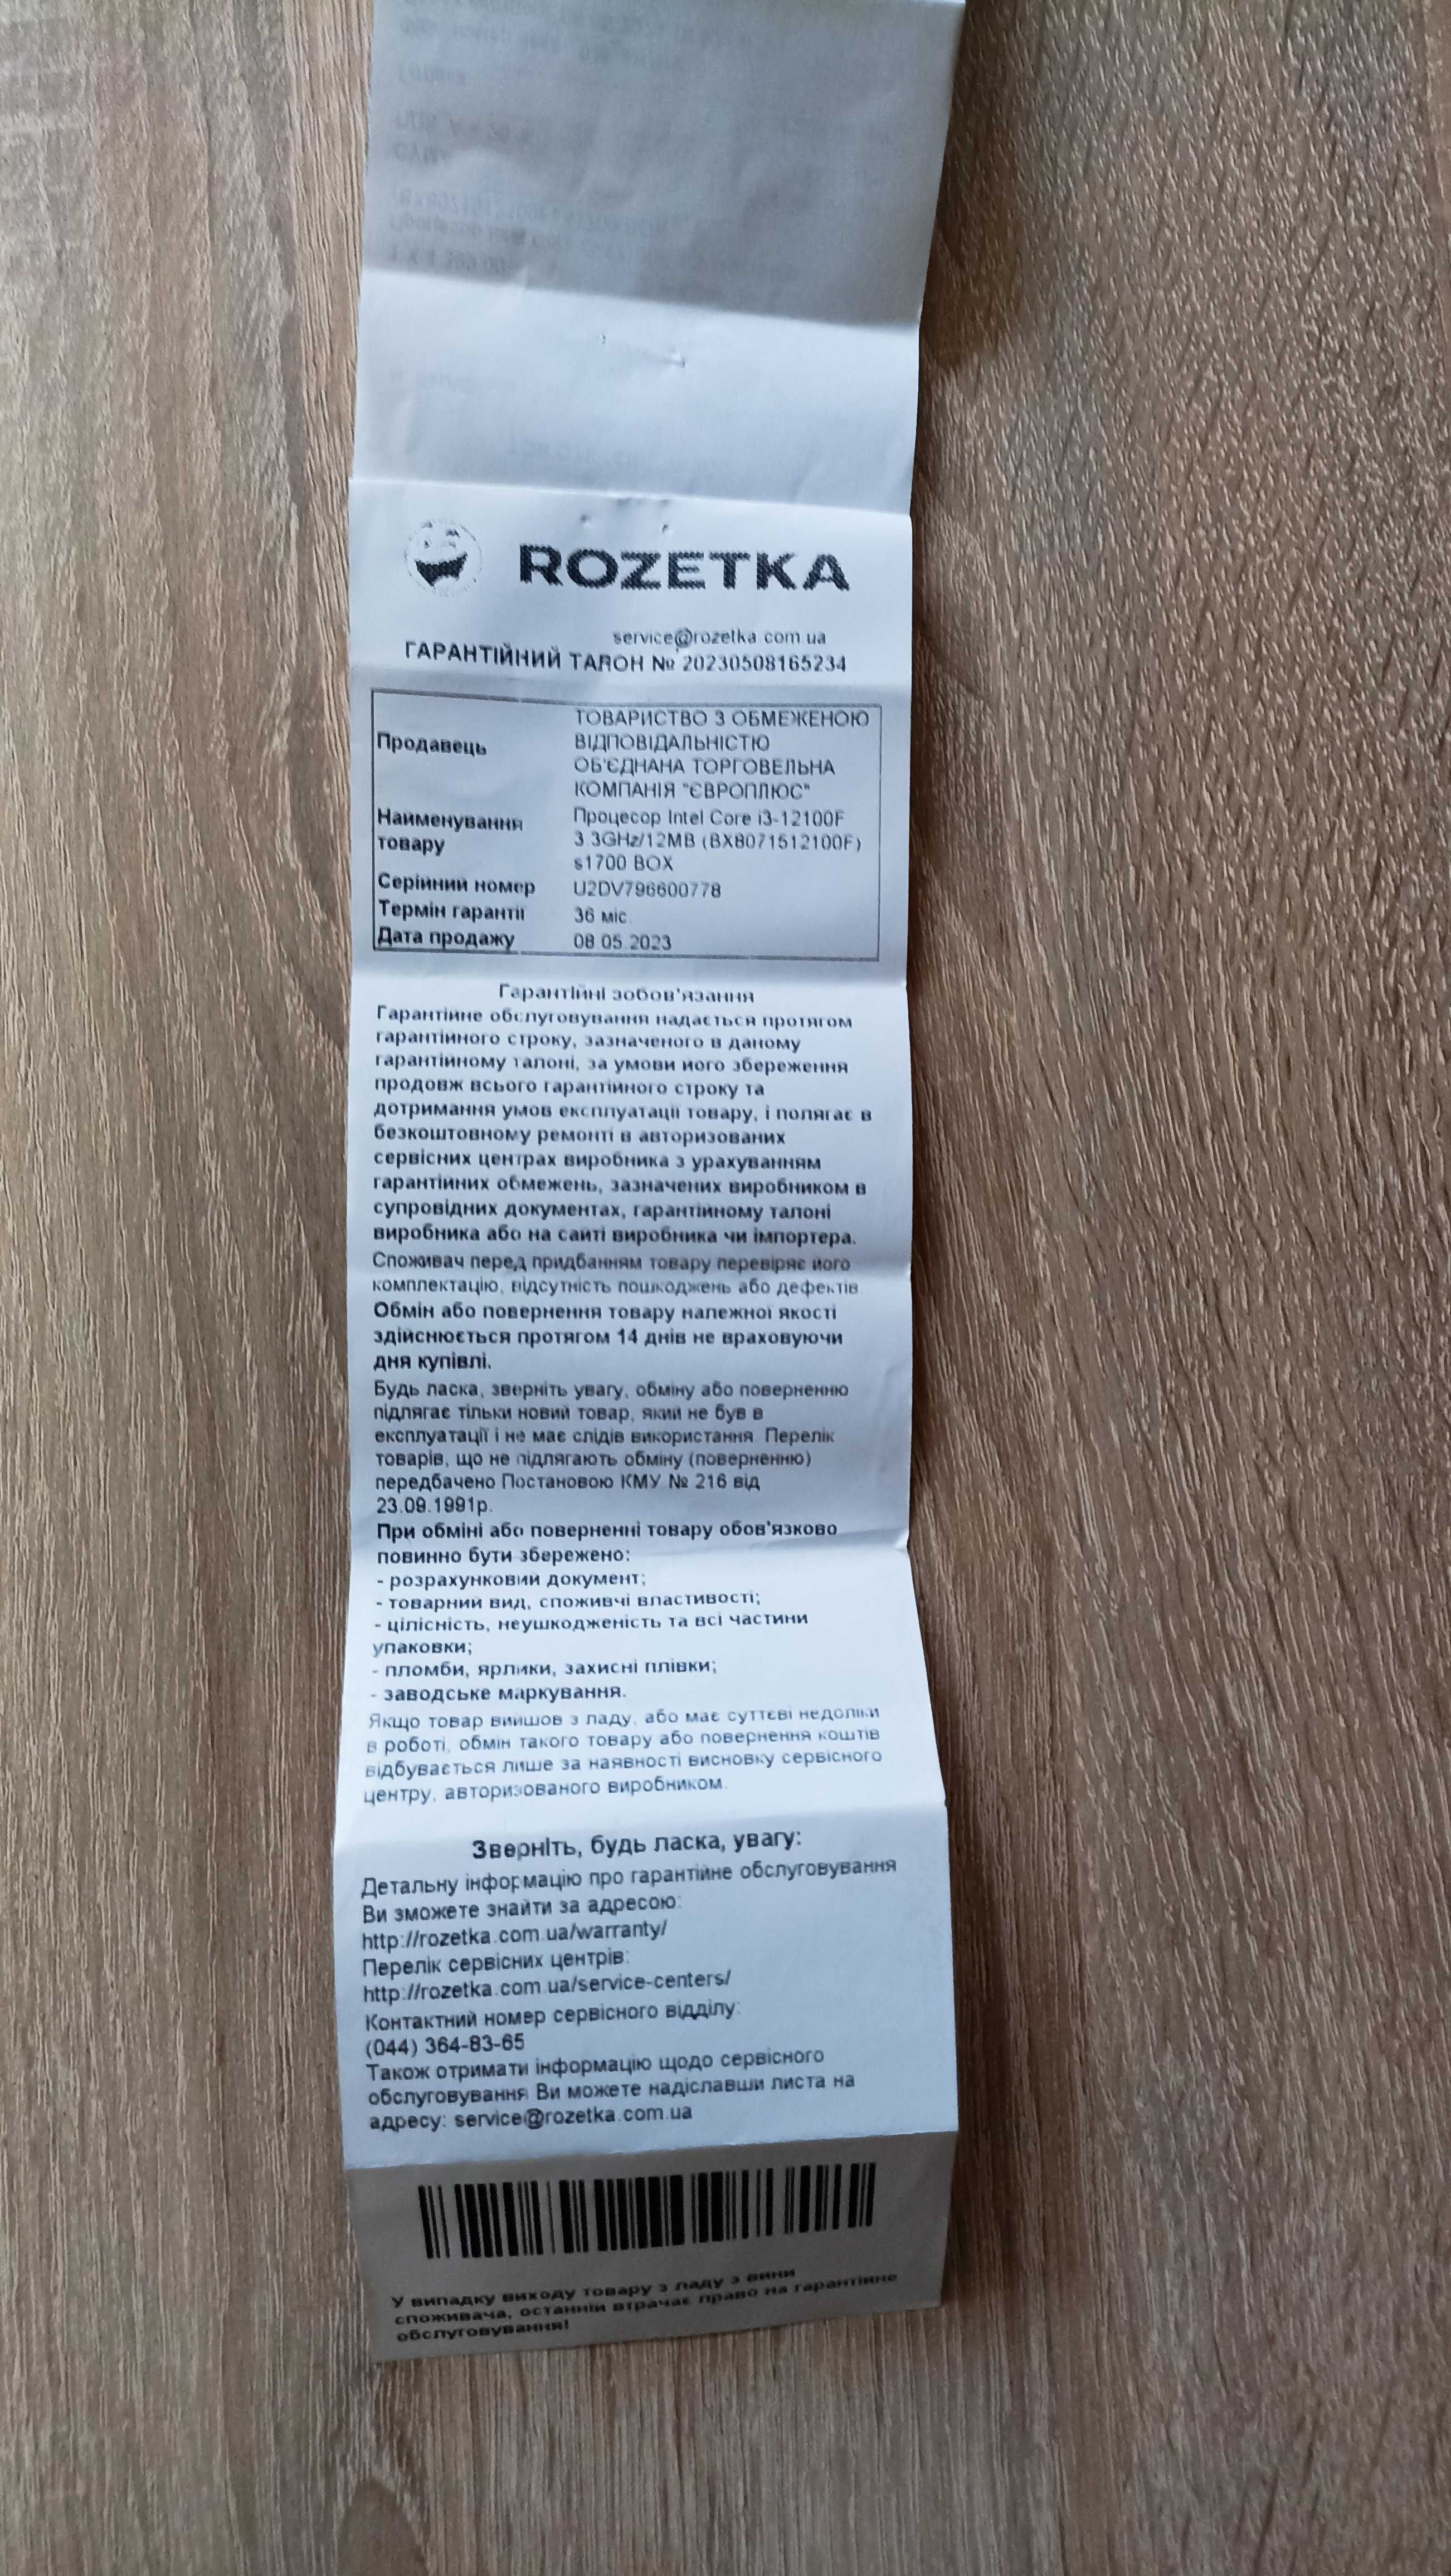 ROZETKA
service@rozetka.com.ua
ГАРАНТІЙНИЙ ТАЛОН № 20230508165234
Продавець
ТОВАРИСТВО З ОБМЕЖЕНОЮ
ВІДПОВІДАЛЬНІСТЮ
ОБ'ЄДНАНА ТОРГОВЕЛЬНА
КОМПАНІЯ "ЄВРОПЛЮС"
Найменування
товару
Процесор Intel Core i3-12100F
3.3GHz/12MB (BX8071512100F)
s1700 BOX
Серійний номер U2DV796600778
Термін гарантії 36 міс.
Дата продажу 08.05.2023
Гарантійні зобов'язання
Гарантійне обслуговування надається протягом
гарантійного строку, зазначеного в даному
гарантійному талоні, за умови його збереження
продовж всього гарантійного строку та
дотримання умов експлуатації товару, і полягає в
безкоштовному ремонті в авторизованих
сервісних центрах виробника з урахуванням
гарантійних обмежень, зазначених виробником в
супровідних документах, гарантійному талоні
виробника або на сайті виробника чи імпортера.
Споживач перед придбанням товару перевіряє його
комплектацію, відсутність пошкоджень або дефектів
Обмін або повернення товару належної якості
здійснюється протягом 14 днів не враховуючи
дня купівлі.
Будь ласка, зверніть увагу, обміну або поверненню
підлягає тільки новий товар, який не був в
експлуатації і не має слідів використання. Перелік
товарів, що не підлягають обміну (поверненню)
передбачено Постановою КМУ № 216 від
23.09.1991р.
При обміні або поверненні товару обов'язково
повинно бути збережено:
- розрахунковий документ;
- товарний вид, споживчі властивості;
- цілісність, неушкодженість та всі частини
упаковки;
- пломби, ярлики, захисні плівки;
- заводське маркування.
Якщо товар вийшов з ладу, або має суттєві недоліки
в роботі, обмін такого товару або повернення коштів
відбувається лише за наявності висновку сервісного
центру, авторизованого виробником.
Зверніть, будь ласка, увагу:
Детальну інформацію про гарантійне обслуговування
Ви зможете знайти за адресою:
http://rozetka.com.ua/warranty/
Перелік сервісних центрів:
http://rozetka.com.ua/service-centers/
Контактний номер сервісного відділу:
(044) 364-83-65
Також отримати інформацію щодо сервісного
обслуговування Ви можете надіславши листа на
адресу: service@rozetka.com.ua
У випадку виходу товару з ладу з вини
споживача, останній втрачає право на гарантійне
обслуговування!